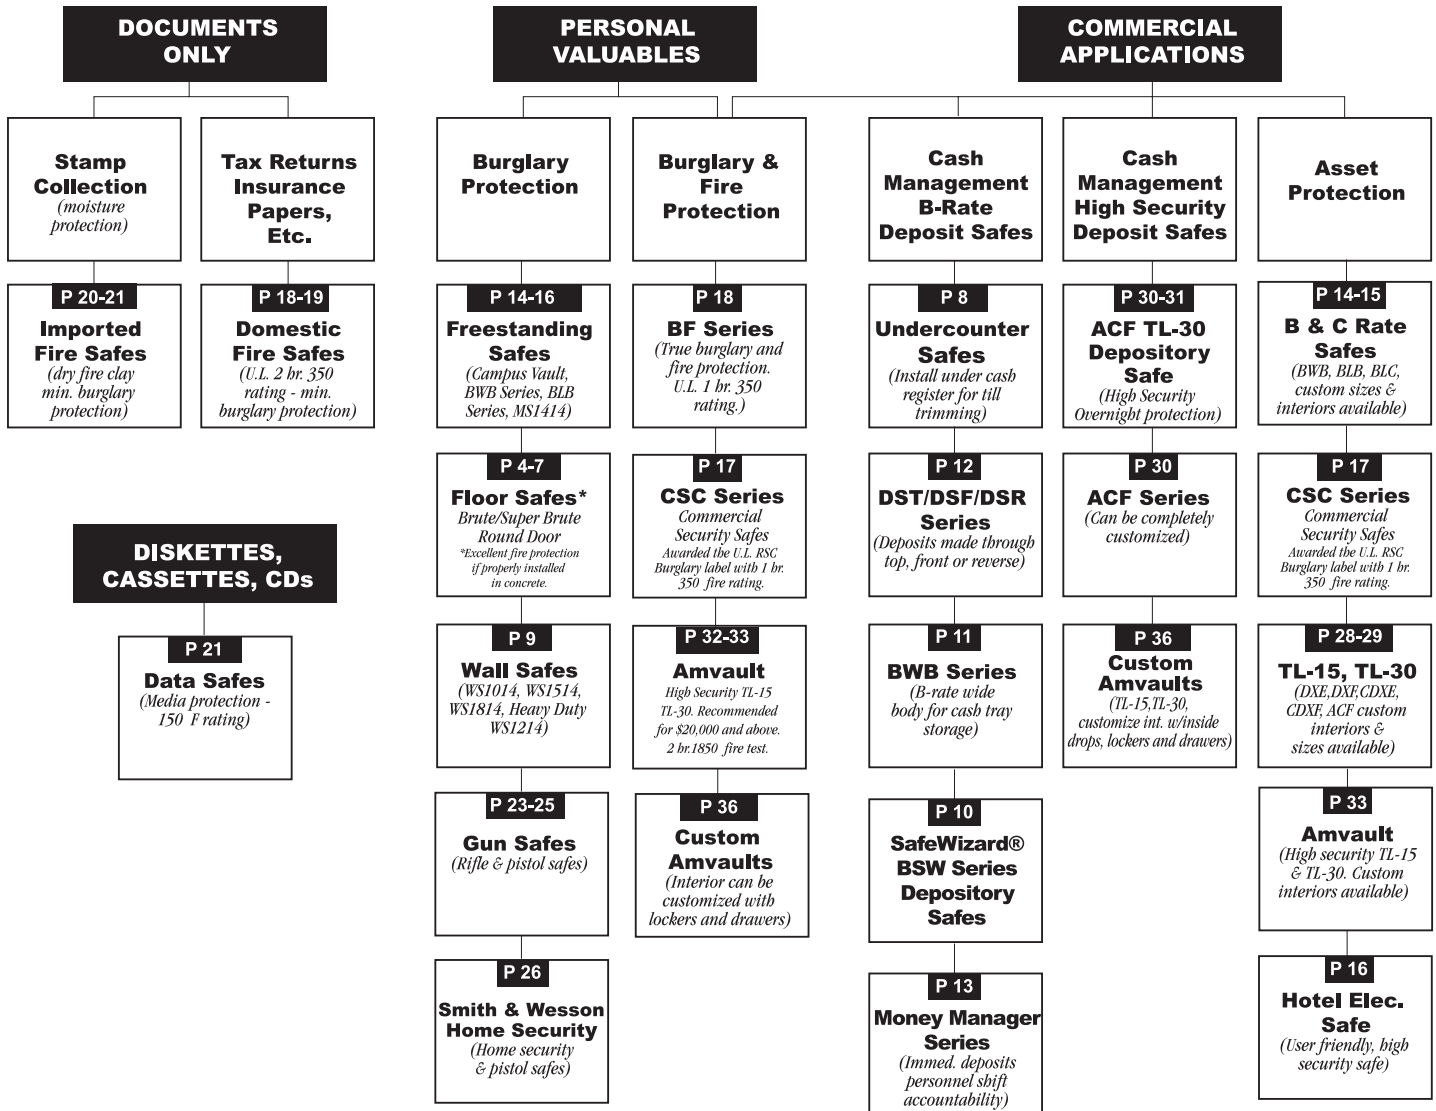 DOCUMENTS
ONLY
Stamp
Collection
(moisture
protection)
P 20-21
Imported
Fire Safes
(dry fire clay
min. burglary
protection)
Tax Returns
Insurance
Papers,
Etc.
P 18-19
Domestic
Fire Safes
(U.L. 2 hr. 350
rating - min.
burglary protection)
DISKETTES,
CASSETTES, CDs
P 21
Data Safes
(Media protection -
150 F rating)
PERSONAL
VALUABLES
Burglary
Protection
P 14-16
Freestanding
Safes
(Campus Vault,
BWB Series, BLB
Series, MS1414)
P 4-7
Floor Safes*
Brute/Super Brute
Round Door
*Excellent fire protection
if properly installed
in concrete.
P 9
Wall Safes
(WS1014, WS1514,
WS1814, Heavy Duty
WS1214)
P 23-25
Gun Safes
(Rifle & pistol safes)
P 26
Smith & Wesson
Home Security
(Home security
& pistol safes)
Burglary &
Fire
Protection
P 18
BF Series
(True burglary and
fire protection.
U.L. 1 hr. 350
rating.)
P 17
CSC Series
Commercial
Security Safes
Awarded the U.L. RSC
Burglary label with 1 hr.
350 fire rating.
P 32-33
Amvault
High Security TL-15
TL-30. Recommended
for $20,000 and above.
2 hr.1850 fire test.
P 36
Custom
Amvaults
(Interior can be
customized with
lockers and drawers)
COMMERCIAL
APPLICATIONS
Cash
Management
B-Rate
Deposit Safes
P 8
Undercounter
Safes
(Install under cash
register for till
trimming)
P 12
DST/DSF/DSR
Series
(Deposits made through
top, front or reverse)
P 11
BWB Series
(B-rate wide
body for cash tray
storage)
P 10
SafeWizard®
BSW Series
Depository
Safes
P 13
Money Manager
Series
(Immed. deposits
personnel shift
accountability)
Cash
Management
High Security
Deposit Safes
P 30-31
ACF TL-30
Depository
Safe
(High Security
Overnight protection)
P 30
ACF Series
(Can be completely
customized)
P 36
Custom
Amvaults
(TL-15,TL-30,
customize int. w/inside
drops, lockers and drawers)
Asset
Protection
P 14-15
B & C Rate
Safes
(BWB, BLB, BLC,
custom sizes &
interiors available)
P 17
CSC Series
Commercial
Security Safes
Awarded the U.L. RSC
Burglary label with 1 hr.
350 fire rating.
P 28-29
TL-15, TL-30
(DXE,DXF,CDXE,
CDXF, ACF custom
interiors &
sizes available)
P 33
Amvault
(High security TL-15
& TL-30. Custom
interiors available)
P 16
Hotel Elec.
Safe
(User friendly, high
security safe)